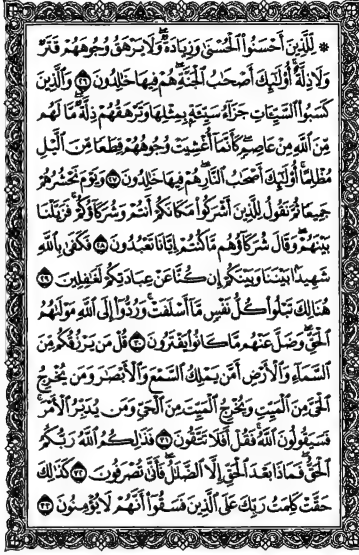 ۞ لِّلَّذِينَ أَحْسَنُوا۟ ٱلْحُسْنَىٰ وَزِيَادَةٌ ۖ وَلَا يَرْهَقُ وُجُوهَهُمْ قَتَرٌ
وَلَا ذِلَّةٌ ۚ أُو۟لَٰٓئِكَ أَصْحَٰبُ ٱلْجَنَّةِ ۖ هُمْ فِيهَا خَٰلِدُونَ ٢٦ وَٱلَّذِينَ
كَسَبُوا۟ ٱلسَّيِّـَٔاتِ جَزَآءُ سَيِّئَةٍۭ بِمِثْلِهَا وَتَرْهَقُهُمْ ذِلَّةٌ ۖ مَّا لَهُم
مِّنَ ٱللَّهِ مِنْ عَاصِمٍ ۖ كَأَنَّمَآ أُغْشِيَتْ وُجُوهُهُمْ قِطَعًا مِّنَ ٱلَّيْلِ
مُظْلِمًا ۚ أُو۟لَٰٓئِكَ أَصْحَٰبُ ٱلنَّارِ ۖ هُمْ فِيهَا خَٰلِدُونَ ٢٧ وَيَوْمَ نَحْشُرُهُمْ
جَمِيعًا ثُمَّ نَقُولُ لِلَّذِينَ أَشْرَكُوا۟ مَكَانَكُمْ أَنتُمْ وَشُرَكَآؤُكُمْ ۚ فَزَيَّلْنَا
بَيْنَهُمْ ۖ وَقَالَ شُرَكَآؤُهُم مَّا كُنتُمْ إِيَّانَا تَعْبُدُونَ ٢٨ فَكَفَىٰ بِٱللَّهِ
شَهِيدًۢا بَيْنَنَا وَبَيْنَكُمْ إِن كُنَّا عَنْ عِبَادَتِكُمْ لَغَٰفِلِينَ ٢٩
هُنَالِكَ تَبْلُوا۟ كُلُّ نَفْسٍ مَّآ أَسْلَفَتْ ۚ وَرُدُّوٓا۟ إِلَى ٱللَّهِ مَوْلَىٰهُمُ
ٱلْحَقِّ ۖ وَضَلَّ عَنْهُم مَّا كَانُوا۟ يَفْتَرُونَ ٣٠ قُلْ مَن يَرْزُقُكُم مِّنَ
ٱلسَّمَآءِ وَٱلْأَرْضِ أَمَّن يَمْلِكُ ٱلسَّمْعَ وَٱلْأَبْصَٰرَ وَمَن يُخْرِجُ
ٱلْحَىَّ مِنَ ٱلْمَيِّتِ وَيُخْرِجُ ٱلْمَيِّتَ مِنَ ٱلْحَىِّ وَمَن يُدَبِّرُ ٱلْأَمْرَ ۚ
فَسَيَقُولُونَ ٱللَّهُ ۚ فَقُلْ أَفَلَا تَتَّقُونَ ٣١ فَذَٰلِكُمُ ٱللَّهُ رَبُّكُمُ
ٱلْحَقُّ ۖ فَمَاذَا بَعْدَ ٱلْحَقِّ إِلَّا ٱلضَّلَٰلُ ۖ فَأَنَّىٰ تُصْرَفُونَ ٣٢ كَذَٰلِكَ
حَقَّتْ كَلِمَتُ رَبِّكَ عَلَى ٱلَّذِينَ فَسَقُوٓا۟ أَنَّهُمْ لَا يُؤْمِنُونَ ٣٣